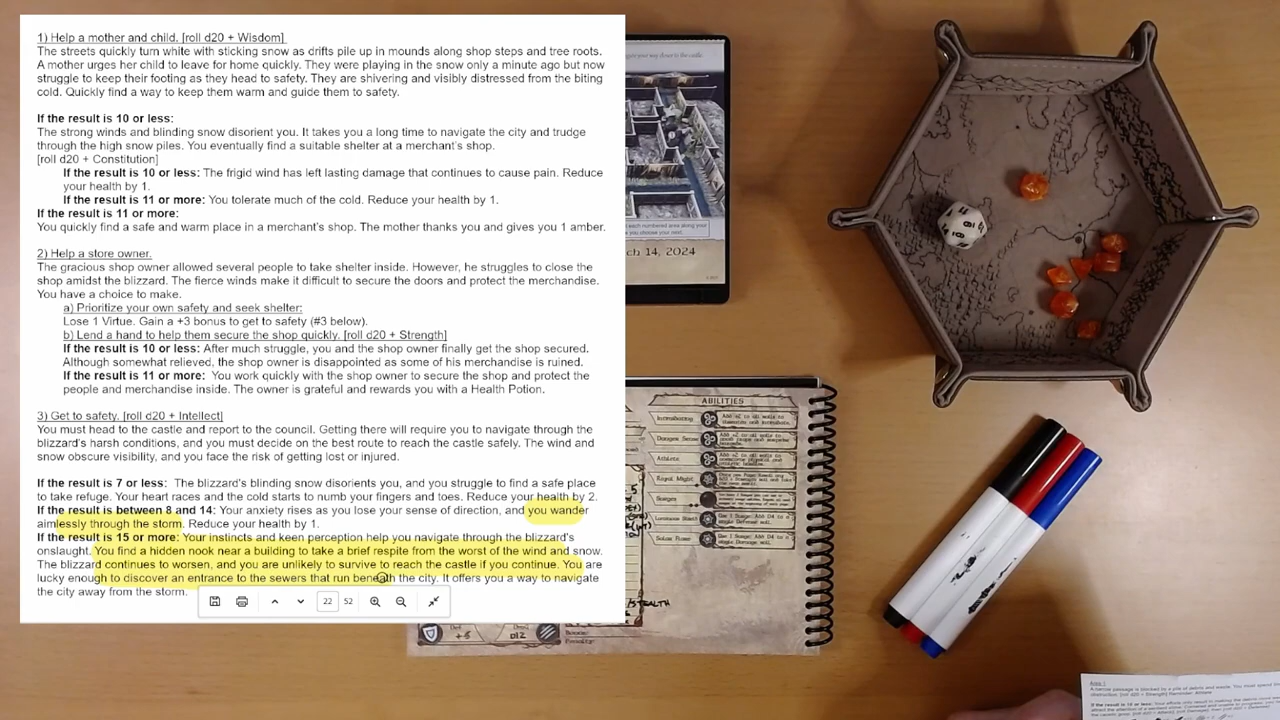 1) Help a mother and child. [roll d20 + Wisdom]
The streets quickly turn white with sticking snow as drifts pile up in mounds along shop steps and tree roots.
A mother urges her child to leave for home quickly. They were playing in the snow only a minute ago but now
struggle to keep their footing as they head to safety. They are shivering and visibly distressed from the biting
cold. Quickly find a way to keep them warm and guide them to safety.
If the result is 10 or less:
The strong winds and blinding snow disorient you. It takes you a long time to navigate the city and trudge
through the high snow piles. You eventually find a suitable shelter at a merchant's shop.
[roll d20 + Constitution]
If the result is 10 or less: The frigid wind has left lasting damage that continues to cause pain. Reduce
your health by 1.
If the result is 11 or more: You tolerate much of the cold. Reduce your health by 1.
If the result is 11 or more:
You quickly find a safe and warm place in a merchant's shop. The mother thanks you and gives you 1 amber.
2) Help a store owner.
The gracious shop owner allowed several people to take shelter inside. However, he struggles to close the
shop amidst the blizzard. The fierce winds make it difficult to secure the doors and protect the merchandise.
You have a choice to make.
a) Prioritize your own safety and seek shelter:
Lose 1 Virtue. Gain a +3 bonus to get to safety (#3 below).
b) Lend a hand to help them secure the shop quickly. [roll d20 + Strength]
If the result is 10 or less: After much struggle, you and the shop owner finally get the shop secured.
Although somewhat relieved, the shop owner is disappointed as some of his merchandise is ruined.
If the result is 11 or more: You work quickly with the shop owner to secure the shop and protect the
people and merchandise inside. The owner is grateful and rewards you with a Health Potion.
3) Get to safety. [roll d20 + Intellect]
head to the castle and report to the council. Getting there will require you to navigate through the
blizzard's harsh conditions, and you must decide on the best route to reach the castle safely. The wind and
obscure visibility, and you face the risk of getting lost or injured.
result is 7 or less: The blizzard's blinding snow disorients you, and you struggle to find a safe place
Your heart races as the cold starts to numb your fingers and toes. Reduce your health by 2.
is between 8 and 14: Your anxiety grows as you lose your sense of direction, and you wander
aimlessly through the storm. Reduce your health by 1.
the result is 15 or more: Your instincts and keen perception help you navigate through the blizzard's
You find a hidden nook near a building to take a brief respite from the worst of the wind and snow.
The blizzard continues to worsen, and you are unlikely to survive to reach the castle if you continue. You are
lucky enough to discover an entrance to the sewers that run beneath the city. It offers you a way to navigate
the city away from the storm.
22 52
ch 14, 2024
ABILITIES
Danger Sense
Athlete
Royal Might
Surges
/STEALTH
+5
D12